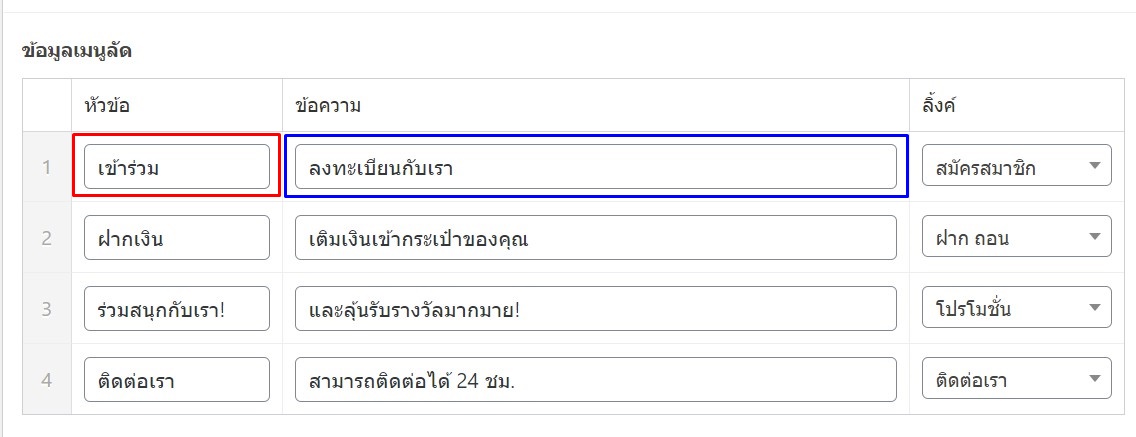 ข้อมูลเมนูลัด
หัวข้อ ข้อความ ลิ้งค์
1 เข้าร่วม ลงทะเบียนกับเรา สมัครสมาชิก
2 ฝากเงิน เติมเงินเข้ากระเป๋าของคุณ ฝาก ถอน
3 ร่วมสนุกกับเรา! และลุ้นรับรางวัลมากมาย! โปรโมชั่น
4 ติดต่อเรา สามารถติดต่อได้ 24 ชม. ติดต่อเรา